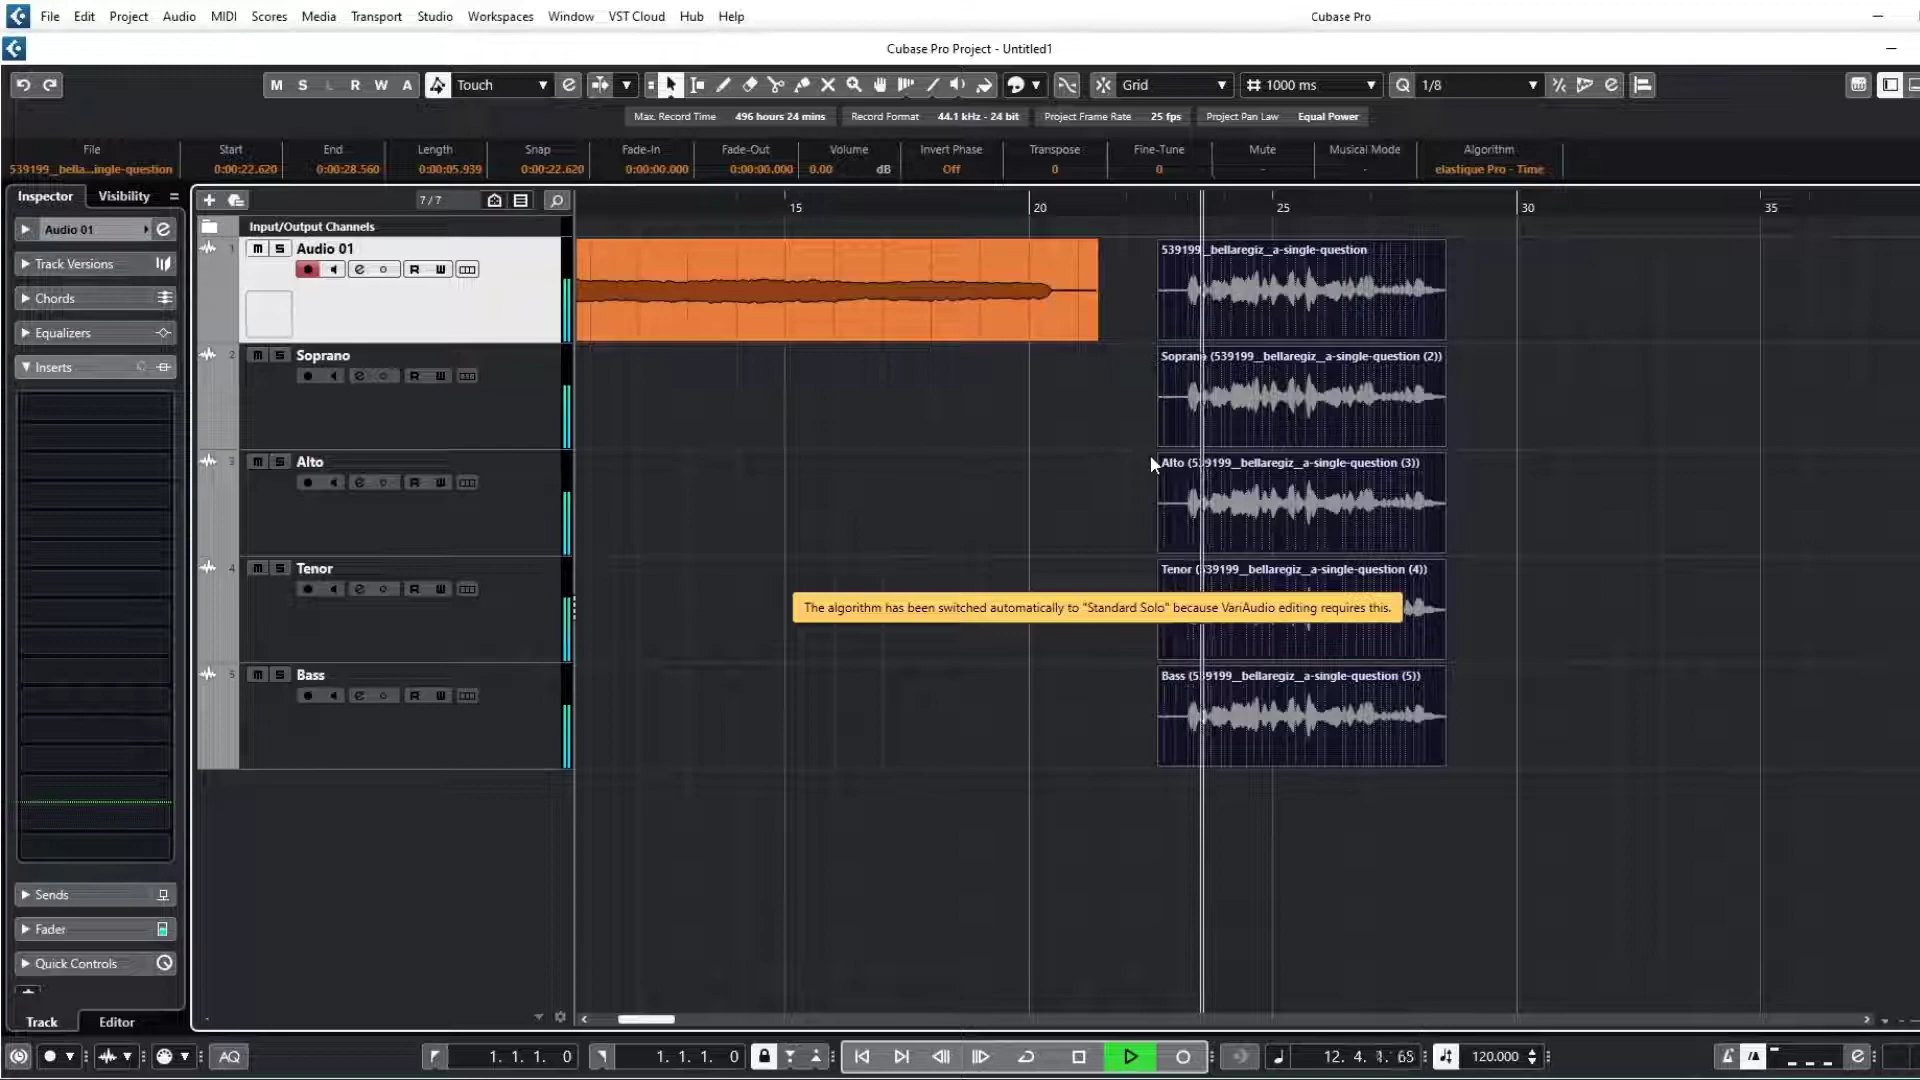 File Edit Project Audio MIDI Scores Media Transport Studio Workspaces Window VST Cloud Hub Help Cubase Pro
Cubase Pro Project - Untitled1
M S L R W A Touch Grid 1000 ms Q 1/8
Max. Record Time 496 hours 24 mins Record Format 44.1 kHz - 24 bit Project Frame Rate 25 fps Project Pan Law Equal Power
File Start End Length Snap Fade-In Fade-Out Volume Invert Phase Transpose Fine-Tune Mute Musical Mode Algorithm
539199_bella...ingle-question 0:00:22.620 0:00:28.560 0:00:05.939 0:00:22.620 0:00:00.000 0:00:00.000 0.00 dB Off 0 0 - - elastique Pro - Time
Inspector Visibility 7/7
15 20 25 30 35
Input/Output Channels
Audio 01
1 m S Audio 01
R W
539199_bellaregiz_a-single-question
Track Versions
Chords
Equalizers
Inserts
2 m S Soprano
R W
Soprano (539199_bellaregiz_a-single-question (2))
3 m S Alto
R W
Alto (539199_bellaregiz_a-single-question (3))
4 m S Tenor
R W
Tenor (539199_bellaregiz_a-single-question (4))
The algorithm has been switched automatically to "Standard Solo" because VariAudio editing requires this.
5 m S Bass
R W
Bass (539199_bellaregiz_a-single-question (5))
Sends
Fader
Quick Controls
Track Editor
AQ 1. 1. 1. 0 1. 1. 1. 0 120.000